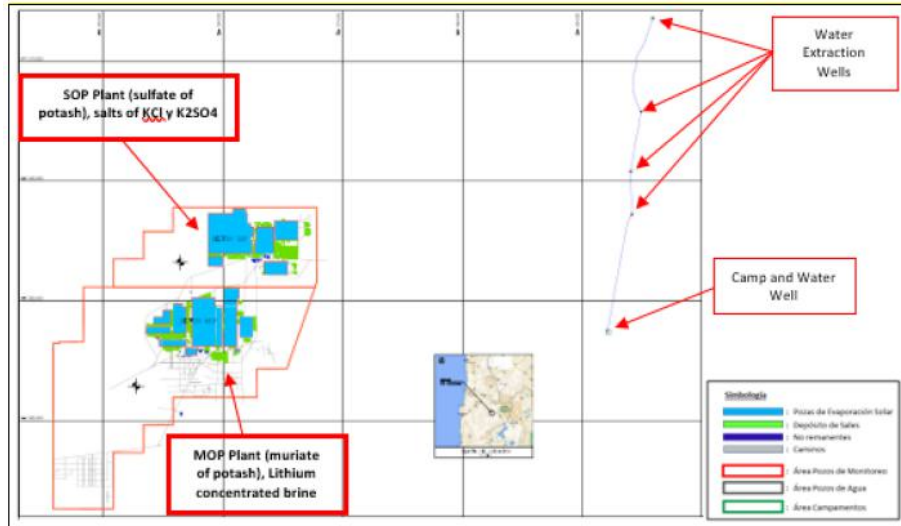 Water
Extraction
Wells
SOP Plant (sulfate of
potash), salts of KCl y K2SO4
Camp and Water
Well
MOP Plant (muriate
of potash), Lithium
concentrated brine
Simbología
: Pozas de Evaporación Solar
: Depósito de Sales
: No remanentes
: Caminos
: Área Pozos de Monitoreo
: Área Pozos de Agua
: Área Campamentos